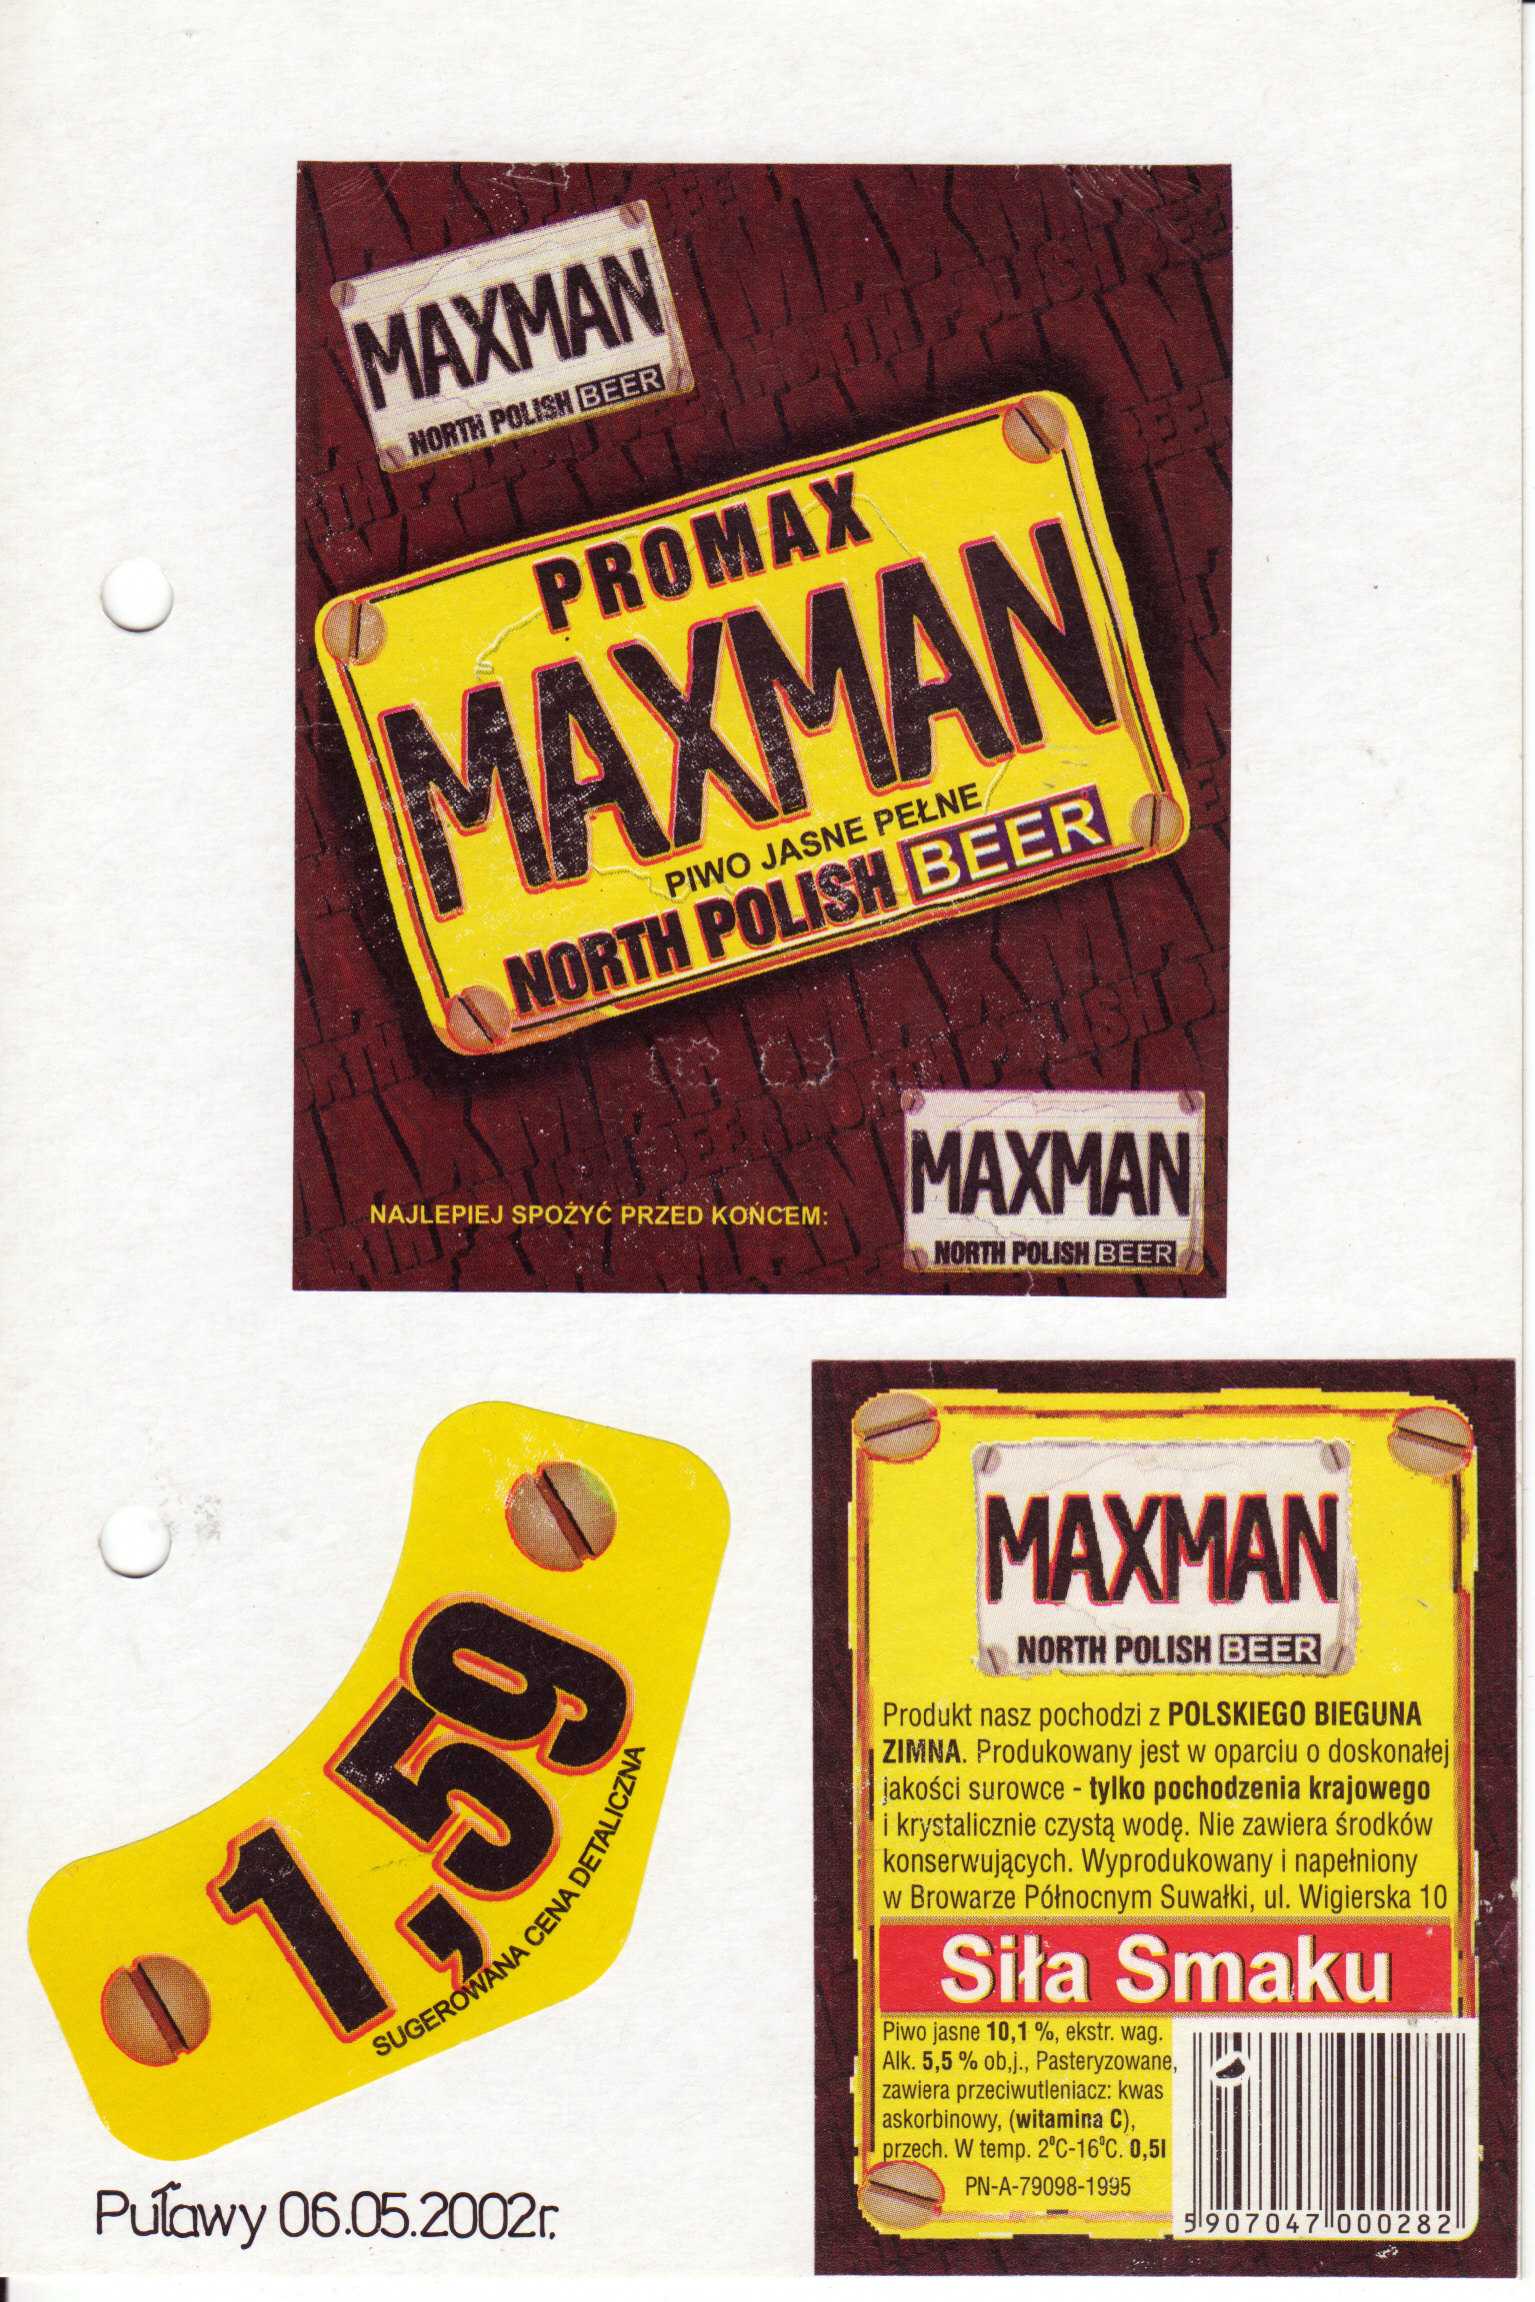 MAXMAN
NORTH POLISH BEER
PROMAX
MAXMAN
PIWO JASNE PEŁNE
NORTH POLISH BEER
NAJLEPIEJ SPOŻYĆ PRZED KOŃCEM:
MAXMAN
NORTH POLISH BEER
1,59
SUGEROWANA CENA DETALICZNA
Puławy 06.05.2002r.
MAXMAN
NORTH POLISH BEER
Produkt nasz pochodzi z POLSKIEGO BIEGUNA
ZIMNA. Produkowany jest w oparciu o doskonałej
jakości surowce - tylko pochodzenia krajowego
i krystalicznie czystą wodę. Nie zawiera środków
konserwujących. Wyprodukowany i napełniony
w Browarze Północnym Suwałki, ul. Wigierska 10
Siła Smaku
Piwo jasne 10,1 %, ekstr. wag.
Alk. 5,5 % ob,j., Pasteryzowane,
zawiera przeciwutleniacz: kwas
askorbinowy, (witamina C),
przech. W temp. 2°C-16°C. 0,5l
PN-A-79098-1995
5 907047 000282